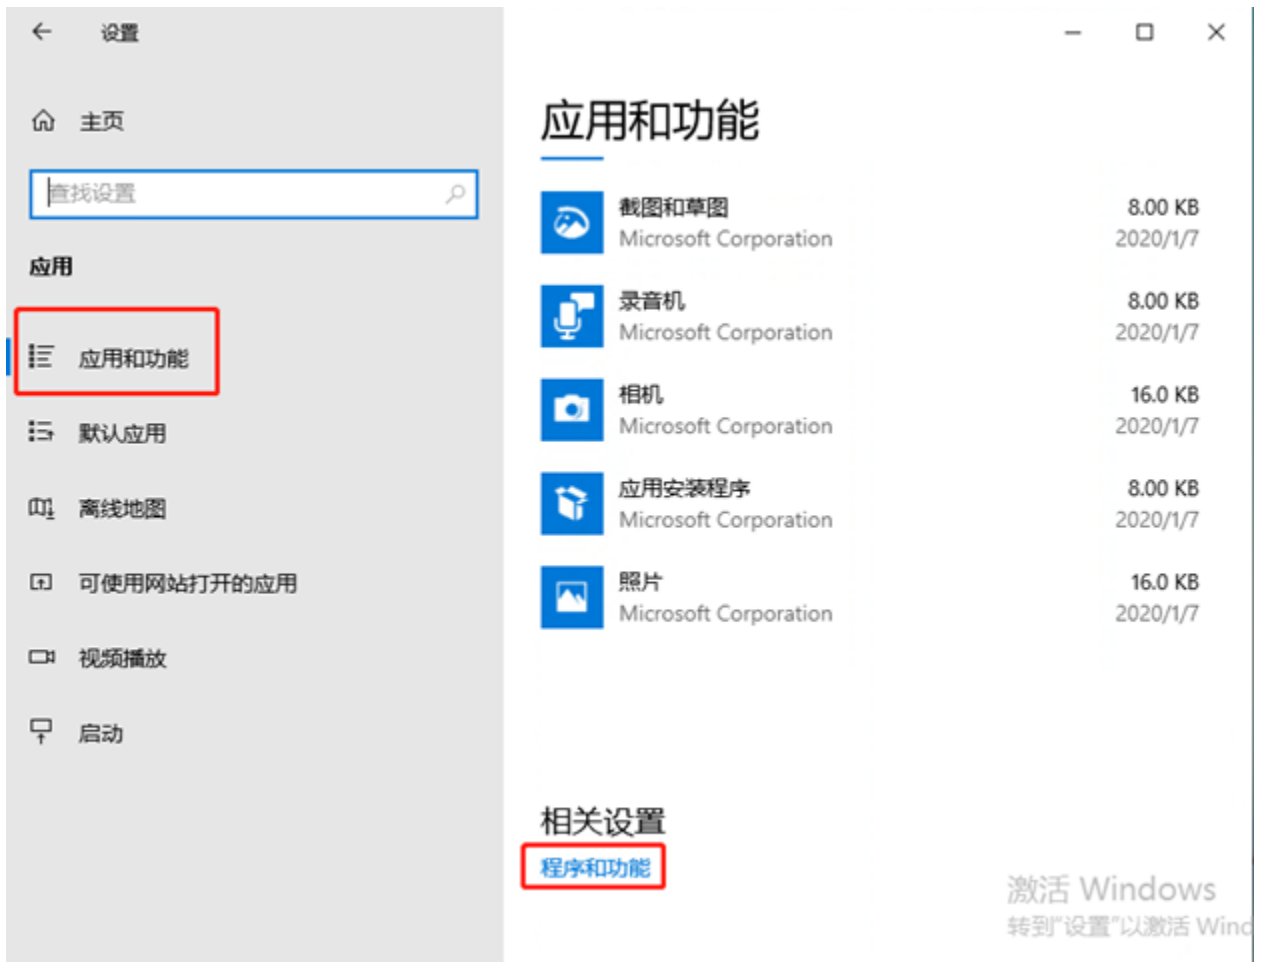 设置
主页
查找设置
应用
应用和功能
默认应用
离线地图
可使用网站打开的应用
视频播放
启动
应用和功能
截图和草图 8.00 KB
Microsoft Corporation 2020/1/7
录音机 8.00 KB
Microsoft Corporation 2020/1/7
相机 16.0 KB
Microsoft Corporation 2020/1/7
应用安装程序 8.00 KB
Microsoft Corporation 2020/1/7
照片 16.0 KB
Microsoft Corporation 2020/1/7
相关设置
程序和功能
激活 Windows
转到"设置"以激活 Wind